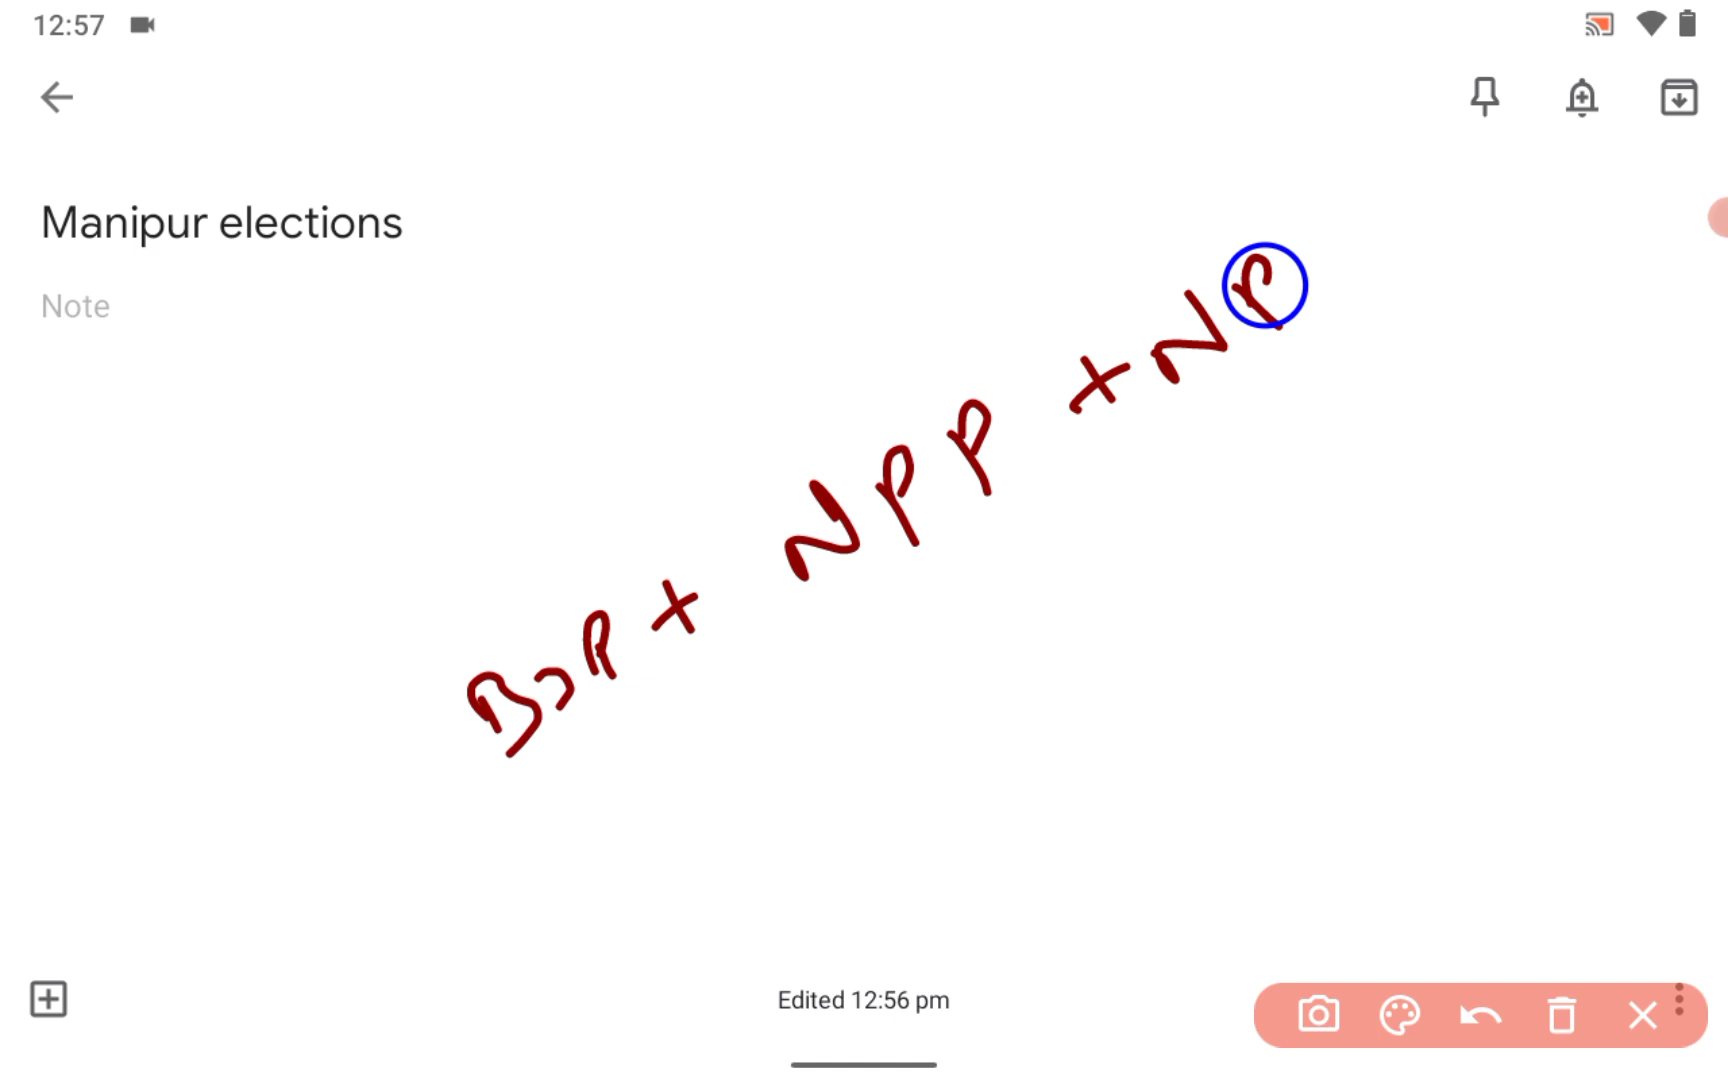 12:57
Manipur elections
Note
BJP + NPP + NP
Edited 12:56 pm